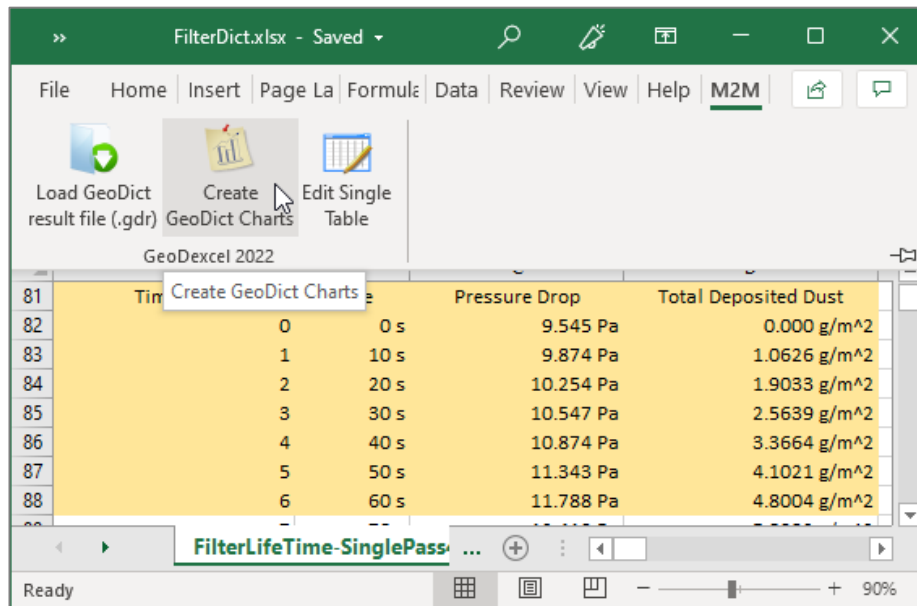 »
FilterDict.xlsx - Saved
File Home Insert Page La Formula Data Review View Help M2M
Load GeoDict result file (.gdr)
Create GeoDict Charts
Edit Single Table
GeoDexcel 2022
Create GeoDict Charts
81 Tim e Pressure Drop Total Deposited Dust
82 0 0 s 9.545 Pa 0.000 g/m^2
83 1 10 s 9.874 Pa 1.0626 g/m^2
84 2 20 s 10.254 Pa 1.9033 g/m^2
85 3 30 s 10.547 Pa 2.5639 g/m^2
86 4 40 s 10.874 Pa 3.3664 g/m^2
87 5 50 s 11.343 Pa 4.1021 g/m^2
88 6 60 s 11.788 Pa 4.8004 g/m^2
FilterLifeTime-SinglePass ...
Ready 90%